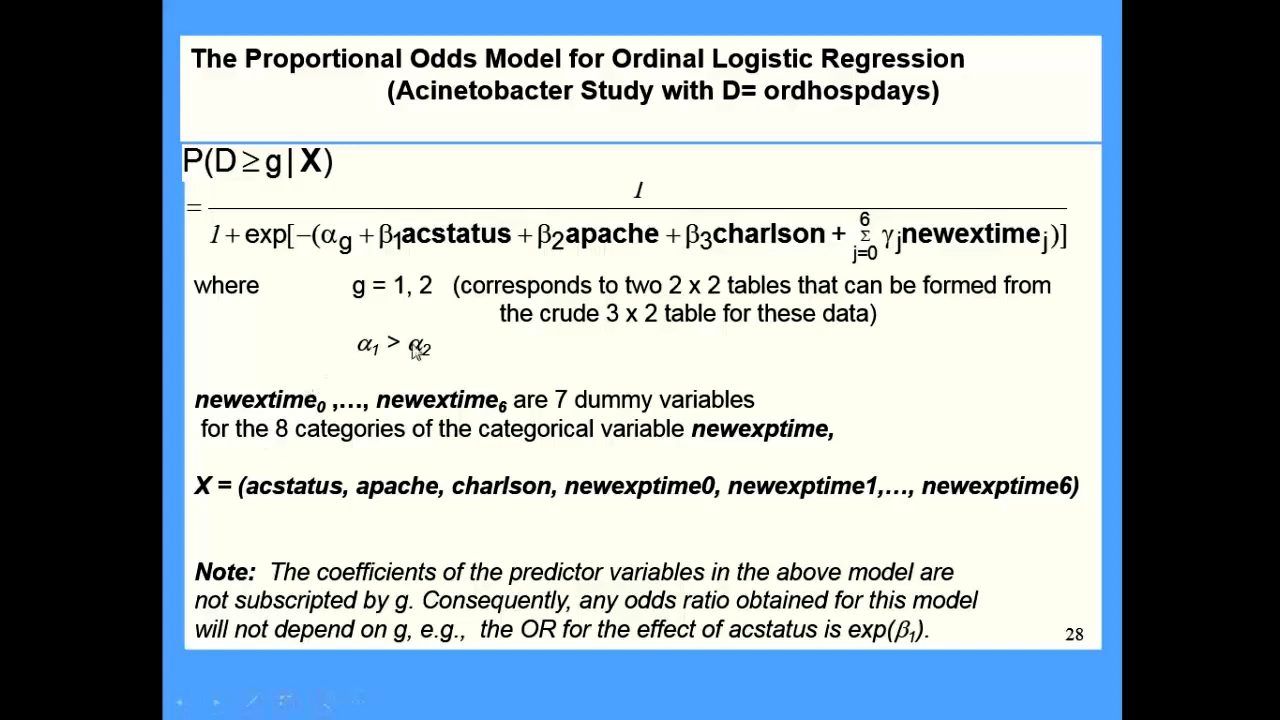 The Proportional Odds Model for Ordinal Logistic Regression
(Acinetobacter Study with D= ordhospdays)
P(D ≥ g | X)
= 1 / 1 + exp[−(αg + β1acstatus + β2apache + β3charlson + Σ(j=0 to 6) γjnewextimej)]
where g = 1, 2 (corresponds to two 2 x 2 tables that can be formed from
the crude 3 x 2 table for these data)
α1 > α2
newextime0 ,…, newextime6 are 7 dummy variables
for the 8 categories of the categorical variable newexptime,
X = (acstatus, apache, charlson, newexptime0, newexptime1,…, newexptime6)
Note: The coefficients of the predictor variables in the above model are
not subscripted by g. Consequently, any odds ratio obtained for this model
will not depend on g, e.g., the OR for the effect of acstatus is exp(β1).
28